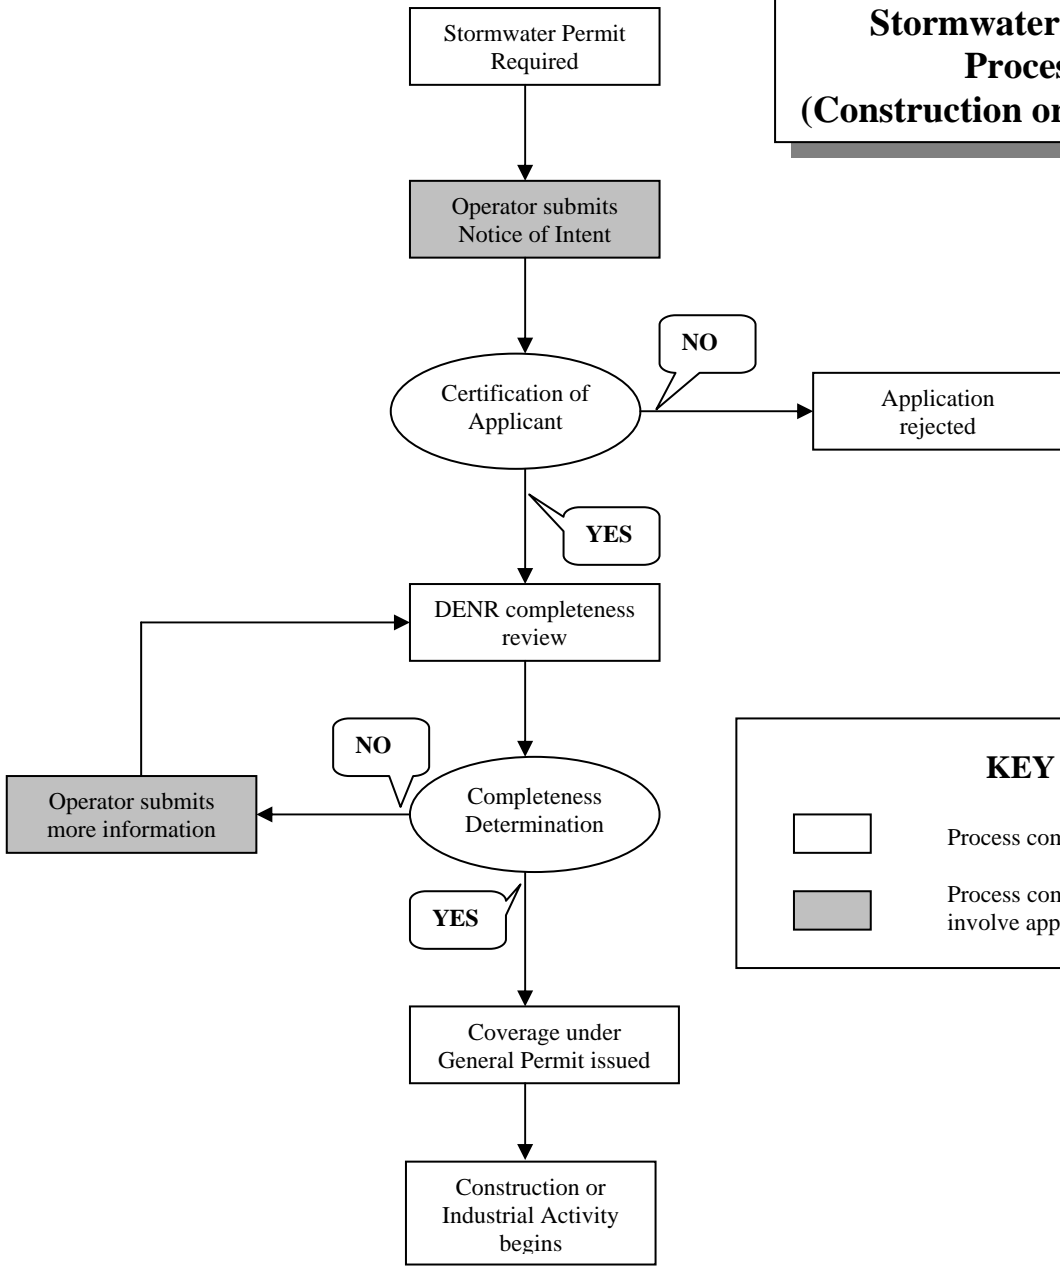 Stormwater
Proces
(Construction or
Stormwater Permit
Required
Operator submits
Notice of Intent
NO
Certification of
Applicant
Application
rejected
YES
DENR completeness
review
NO
Completeness
Determination
Operator submits
more information
YES
KEY
Process con
Process con
involve app
Coverage under
General Permit issued
Construction or
Industrial Activity
begins